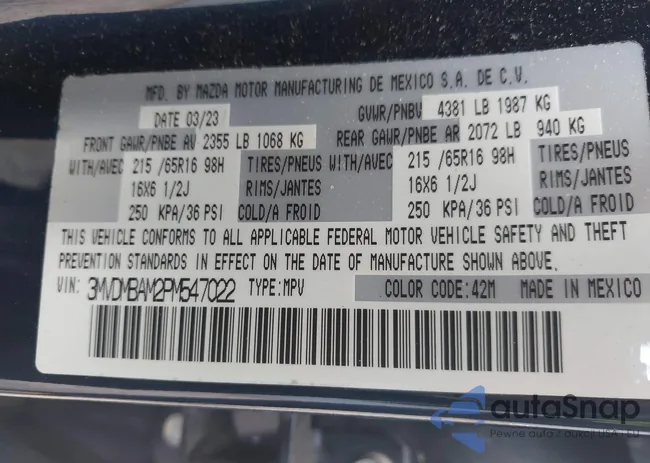 MFD. BY MAZDA MOTOR MANUFACTURING DE MEXICO S.A. DE C.V.
DATE 03/23 GVWR/PNBV 4381 LB 1987 KG
FRONT GAWR/PNBE AV 2355 LB 1068 KG REAR GAWR/PNBE AR 2072 LB 940 KG
WITH/AVEC 215 /65R16 98H TIRES/PNEUS WITH/AVEC 215 /65R16 98H TIRES/PNEUS
16X6 1/2J RIMS/JANTES 16X6 1/2J RIMS/JANTES
250 KPA/36 PSI COLD/A FROID 250 KPA/36 PSI COLD/A FROID
THIS VEHICLE CONFORMS TO ALL APPLICABLE FEDERAL MOTOR VEHICLE SAFETY AND THEFT
PREVENTION STANDARDS IN EFFECT ON THE DATE OF MANUFACTURE SHOWN ABOVE.
VIN: 3MVDMBAM2PM547022 TYPE: MPV COLOR CODE: 42M MADE IN MEXICO
autoSnap
Pewne auta z aukcji USA i EU